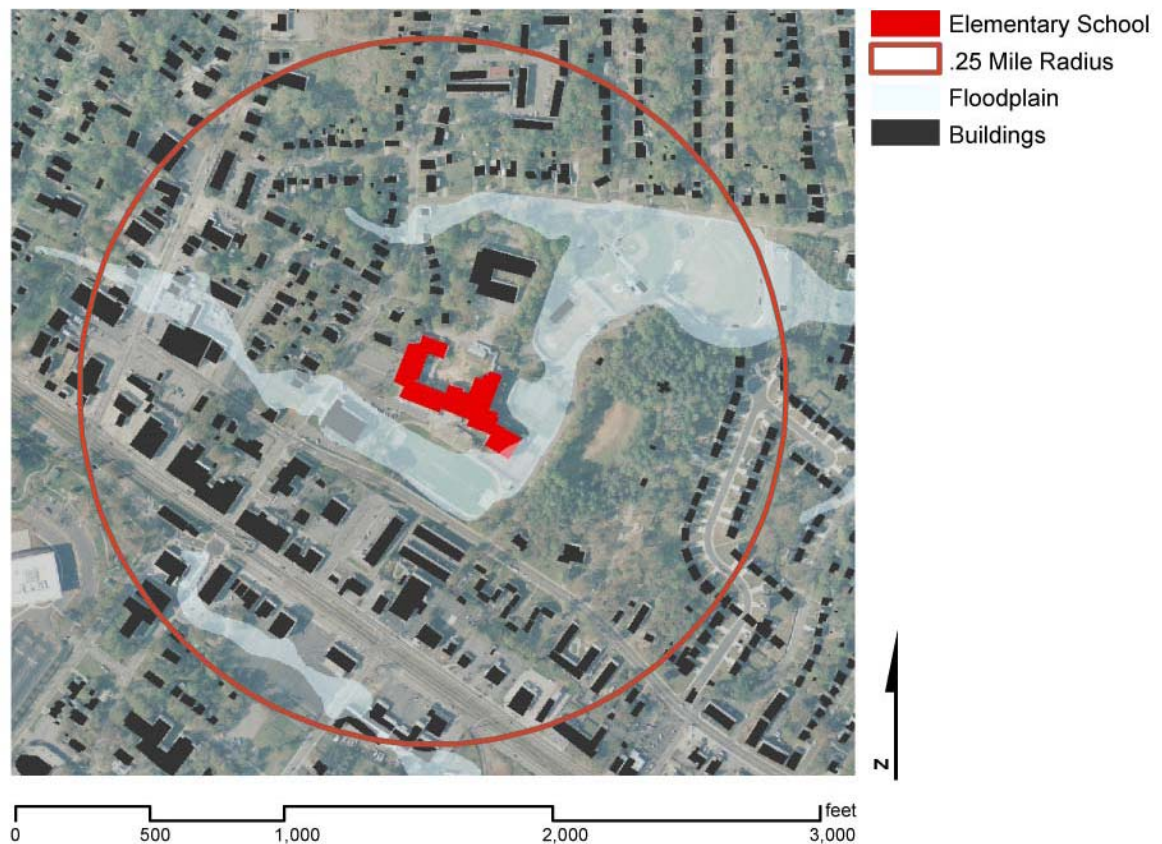 Elementary School
.25 Mile Radius
Floodplain
Buildings
N
feet
0 500 1,000 2,000 3,000